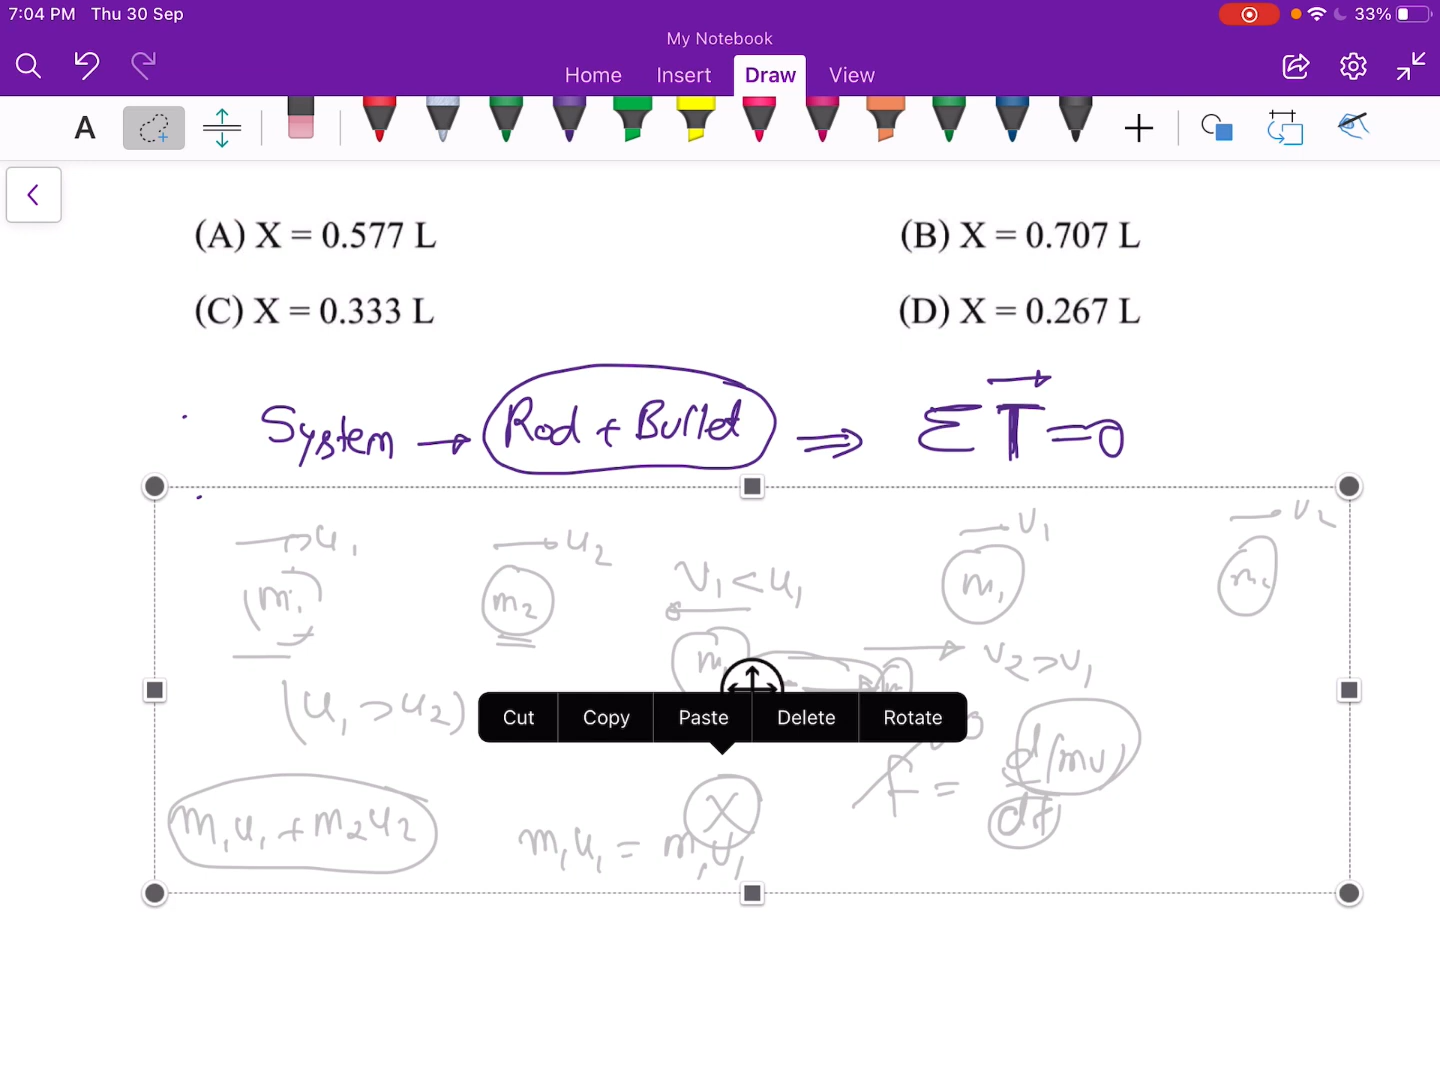 7:04 PM Thu 30 Sep 33%
My Notebook
Home Insert Draw View
A
(A) X = 0.577 L (B) X = 0.707 L
(C) X = 0.333 L (D) X = 0.267 L
System → Rod + Bullet ⇒ Στ = 0
u₁ u₂ v₁ v₂
m₁ m₂ v₁ < u₁ m₁
v₂ > v₁
(u₁ > u₂)
Cut Copy Paste Delete Rotate
f = d(mv)/dt
m₁u₁ + m₂u₂ m₁u₁ = m₁v₁ X